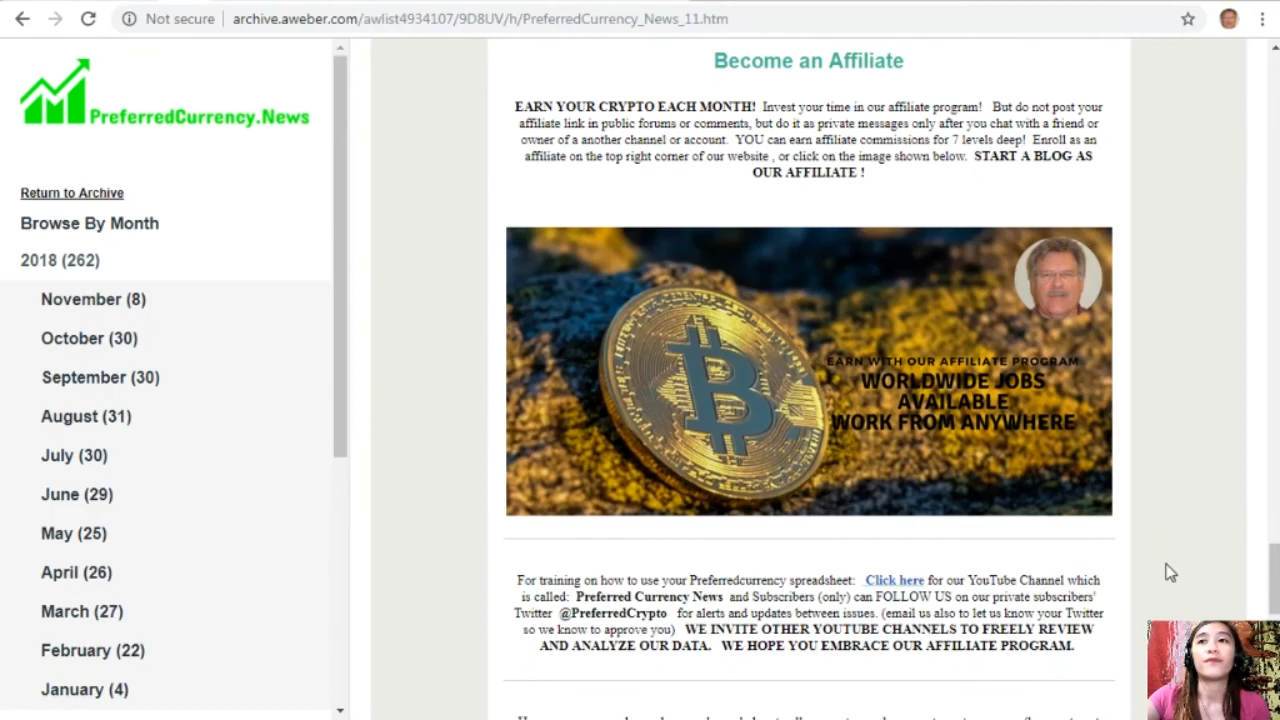 Not secure
archive.aweber.com/awlist4934107/9D8UV/h/PreferredCurrency_News_11.htm
PreferredCurrency.News
Return to Archive
Browse By Month
2018 (262)
November (8)
October (30)
September (30)
August (31)
July (30)
June (29)
May (25)
April (26)
March (27)
February (22)
January (4)
Become an Affiliate
EARN YOUR CRYPTO EACH MONTH! Invest your time in our affiliate program! But do not post your
affiliate link in public forums or comments, but do it as private messages only after you chat with a friend or
owner of a another channel or account. YOU can earn affiliate commissions for 7 levels deep! Enroll as an
affiliate on the top right corner of our website , or click on the image shown below. START A BLOG AS
OUR AFFILIATE !
EARN WITH OUR AFFILIATE PROGRAM
WORLDWIDE JOBS
AVAILABLE
WORK FROM ANYWHERE
For training on how to use your Preferredcurrency spreadsheet: Click here for our YouTube Channel which
is called: Preferred Currency News and Subscribers (only) can FOLLOW US on our private subscribers'
Twitter @PreferredCrypto for alerts and updates between issues. (email us also to let us know your Twitter
so we know to approve you) WE INVITE OTHER YOUTUBE CHANNELS TO FREELY REVIEW
AND ANALYZE OUR DATA. WE HOPE YOU EMBRACE OUR AFFILIATE PROGRAM.